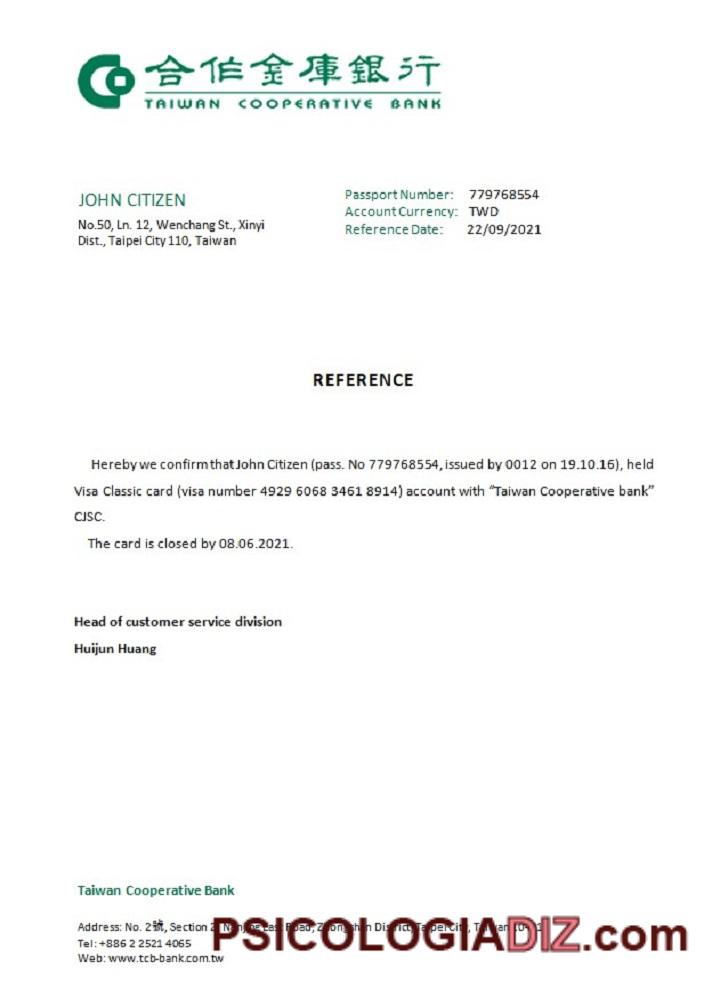 合作金庫銀行
TAIWAN COOPERATIVE BANK
JOHN CITIZEN
No.50, Ln. 12, Wenchang St., Xinyi
Dist., Taipei City 110, Taiwan
Passport Number: 779768554
Account Currency: TWD
Reference Date: 22/09/2021
REFERENCE
Hereby we confirm that John Citizen (pass. No 779768554, issued by 0012 on 19.10.16), held
Visa Classic card (visa number 4929 6068 3461 8914) account with “Taiwan Cooperative bank”
CJSC.
The card is closed by 08.06.2021.
Head of customer service division
Huijun Huang
Taiwan Cooperative Bank
Address: No. 2號, Section 2, Nanjing East Road, Zhongshan District, Taipei City, Taiwan
Tel: +886 2 2521 4065
Web: www.tcb-bank.com.tw
PSICOLOGIADIZ.com